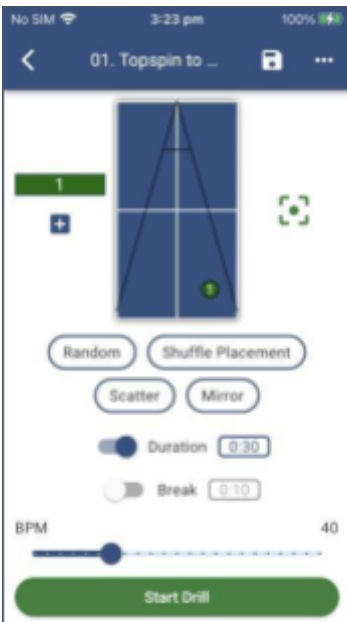 No SIM 3:23 pm 100%
01. Topspin to ...
1
1
Random Shuffle Placement
Scatter Mirror
Duration 0:30
Break 0:10
BPM 40
Start Drill